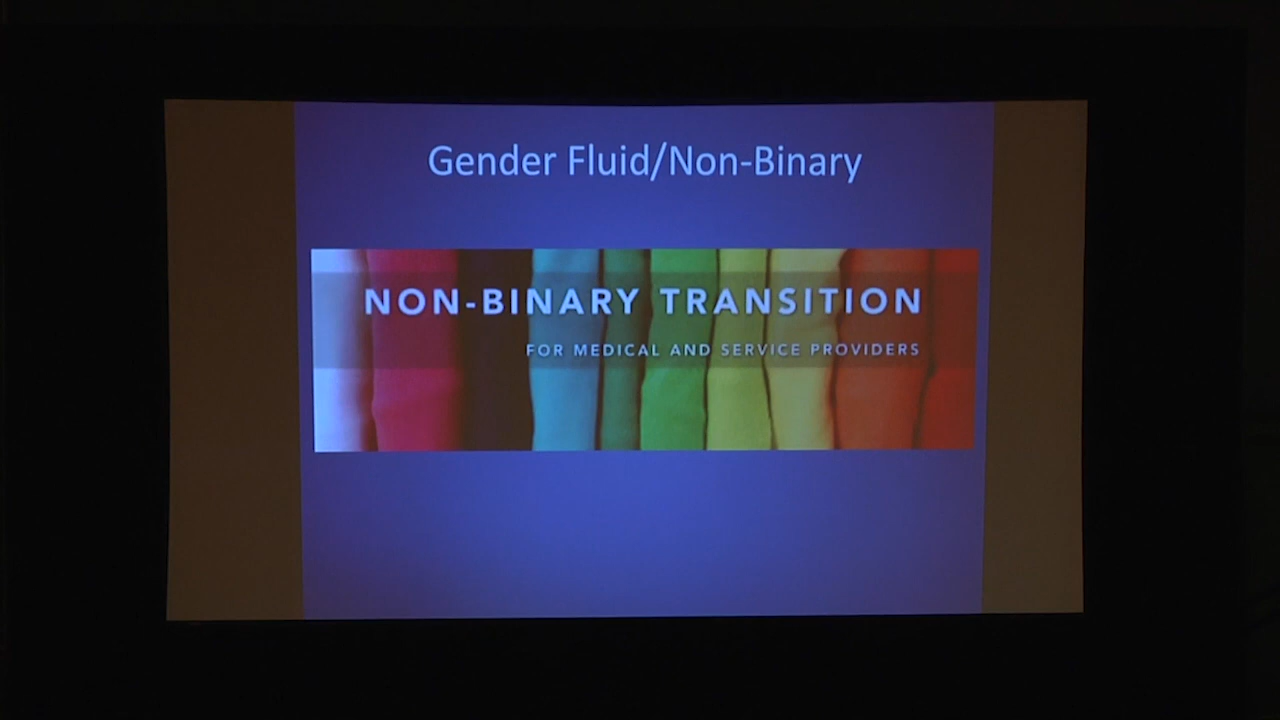 Gender Fluid/Non-Binary
NON-BINARY TRANSITION
FOR MEDICAL AND SERVICE PROVIDERS